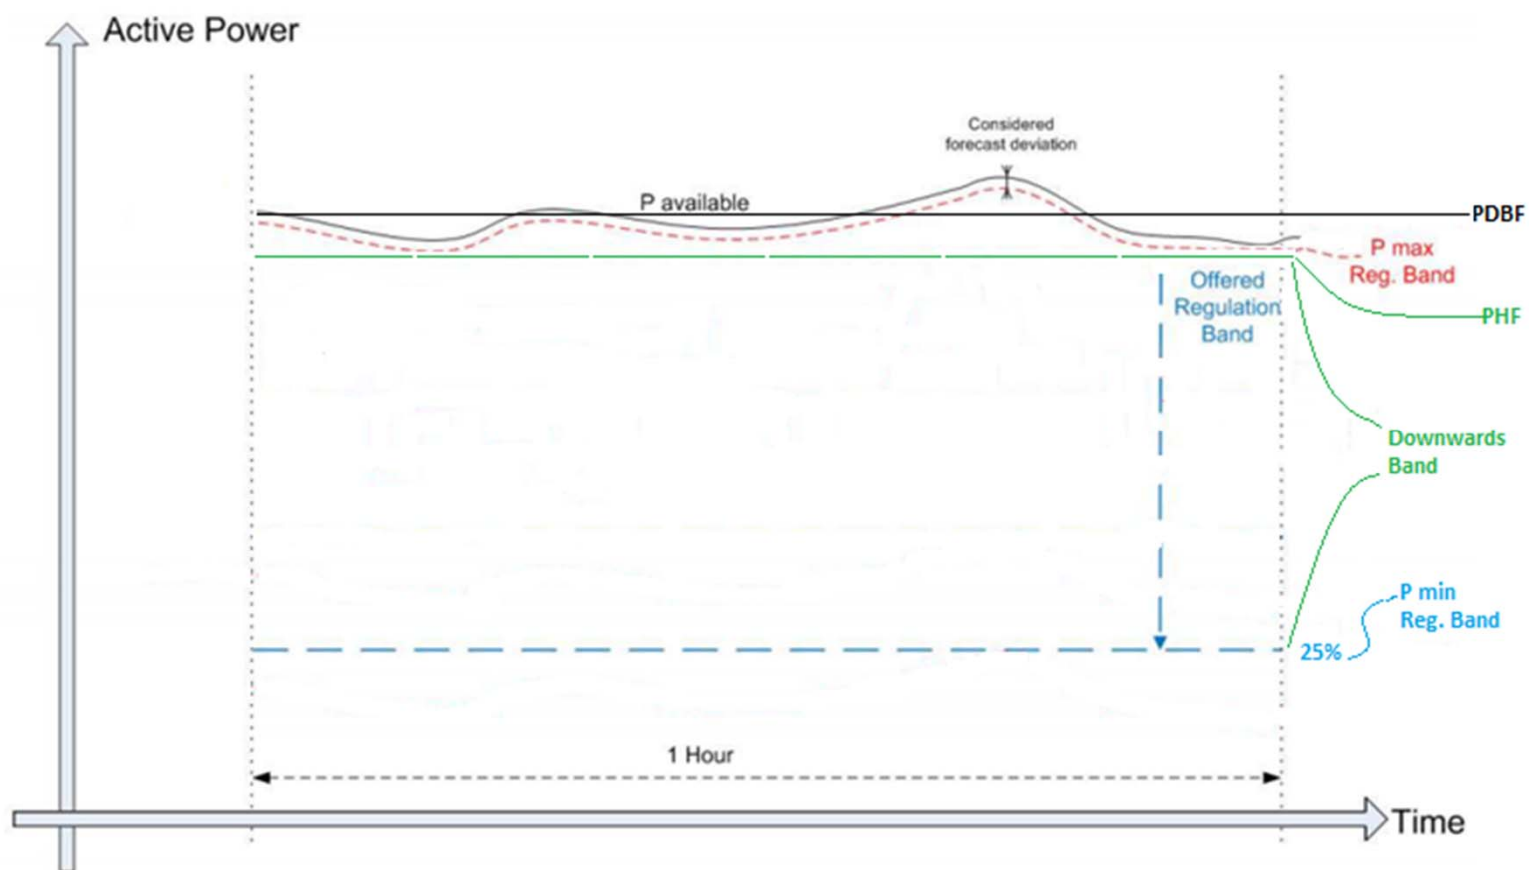 Active Power
Considered
forecast deviation
P available
PDBF
P max
Reg. Band
Offered
Regulation
Band
PHF
Downwards
Band
P min
Reg. Band
25%
1 Hour
Time